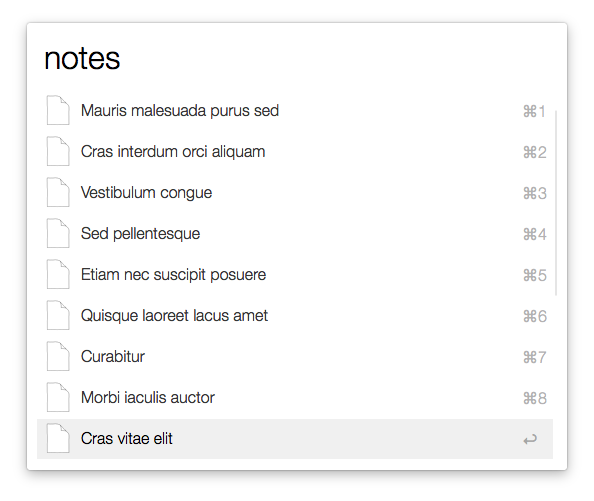 notes
Mauris malesuada purus sed ⌘1
Cras interdum orci aliquam ⌘2
Vestibulum congue ⌘3
Sed pellentesque ⌘4
Etiam nec suscipit posuere ⌘5
Quisque laoreet lacus amet ⌘6
Curabitur ⌘7
Morbi iaculis auctor ⌘8
Cras vitae elit ↩